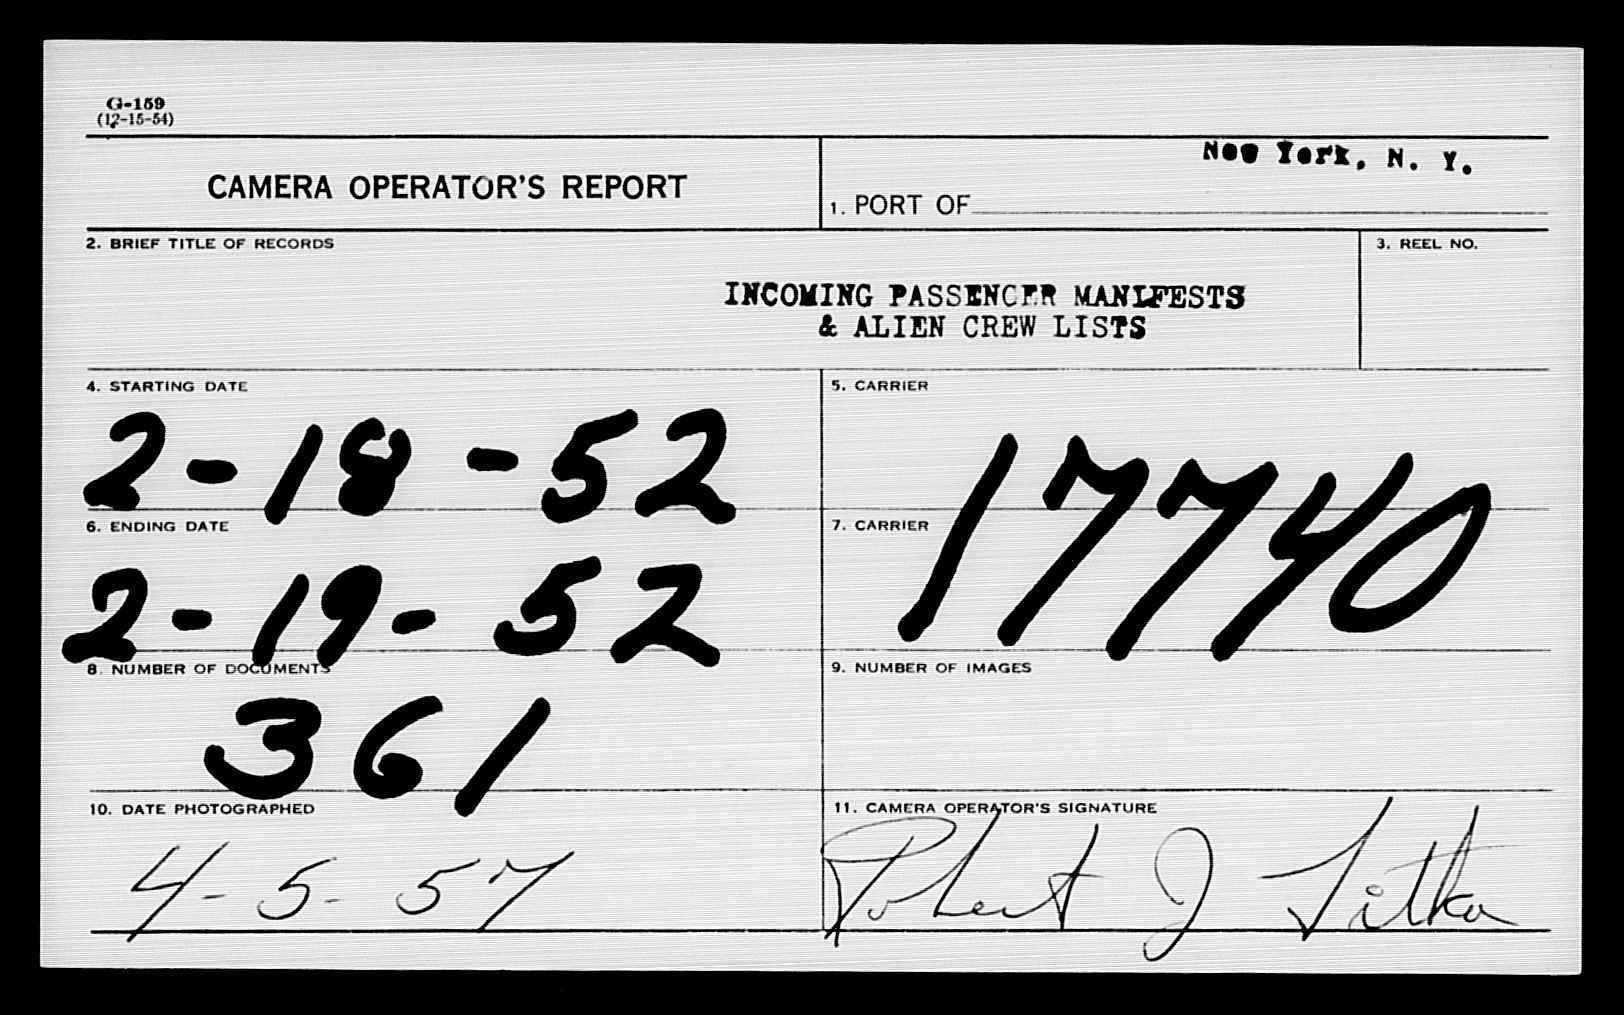 G-159
(12-15-54)
CAMERA OPERATOR'S REPORT
New York, N. Y.
1. PORT OF
2. BRIEF TITLE OF RECORDS
3. REEL NO.
INCOMING PASSENGER MANIFESTS
& ALIEN CREW LISTS
4. STARTING DATE
2-18-52
5. CARRIER
17740
6. ENDING DATE
2-19-52
7. CARRIER
8. NUMBER OF DOCUMENTS
361
9. NUMBER OF IMAGES
10. DATE PHOTOGRAPHED
4-5-57
11. CAMERA OPERATOR'S SIGNATURE
Robert J